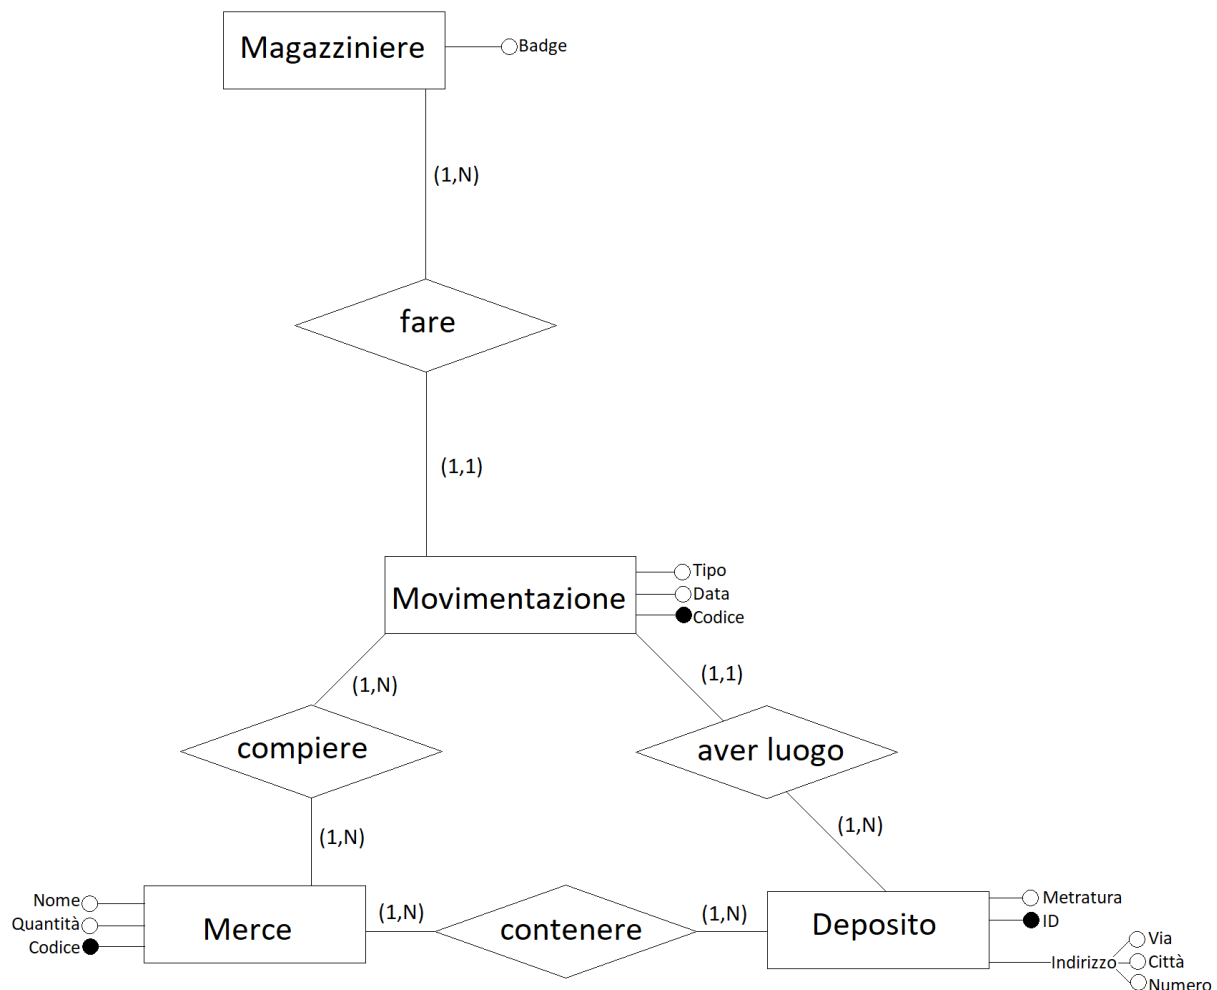 Magazziniere
Badge
(1,N)
fare
(1,1)
Movimentazione
Tipo
Data
Codice
(1,N)
(1,1)
compiere
aver luogo
(1,N)
(1,N)
Nome
Quantità
Codice
Merce
(1,N)
contenere
(1,N)
Deposito
Metratura
ID
Indirizzo
Via
Città
Numero